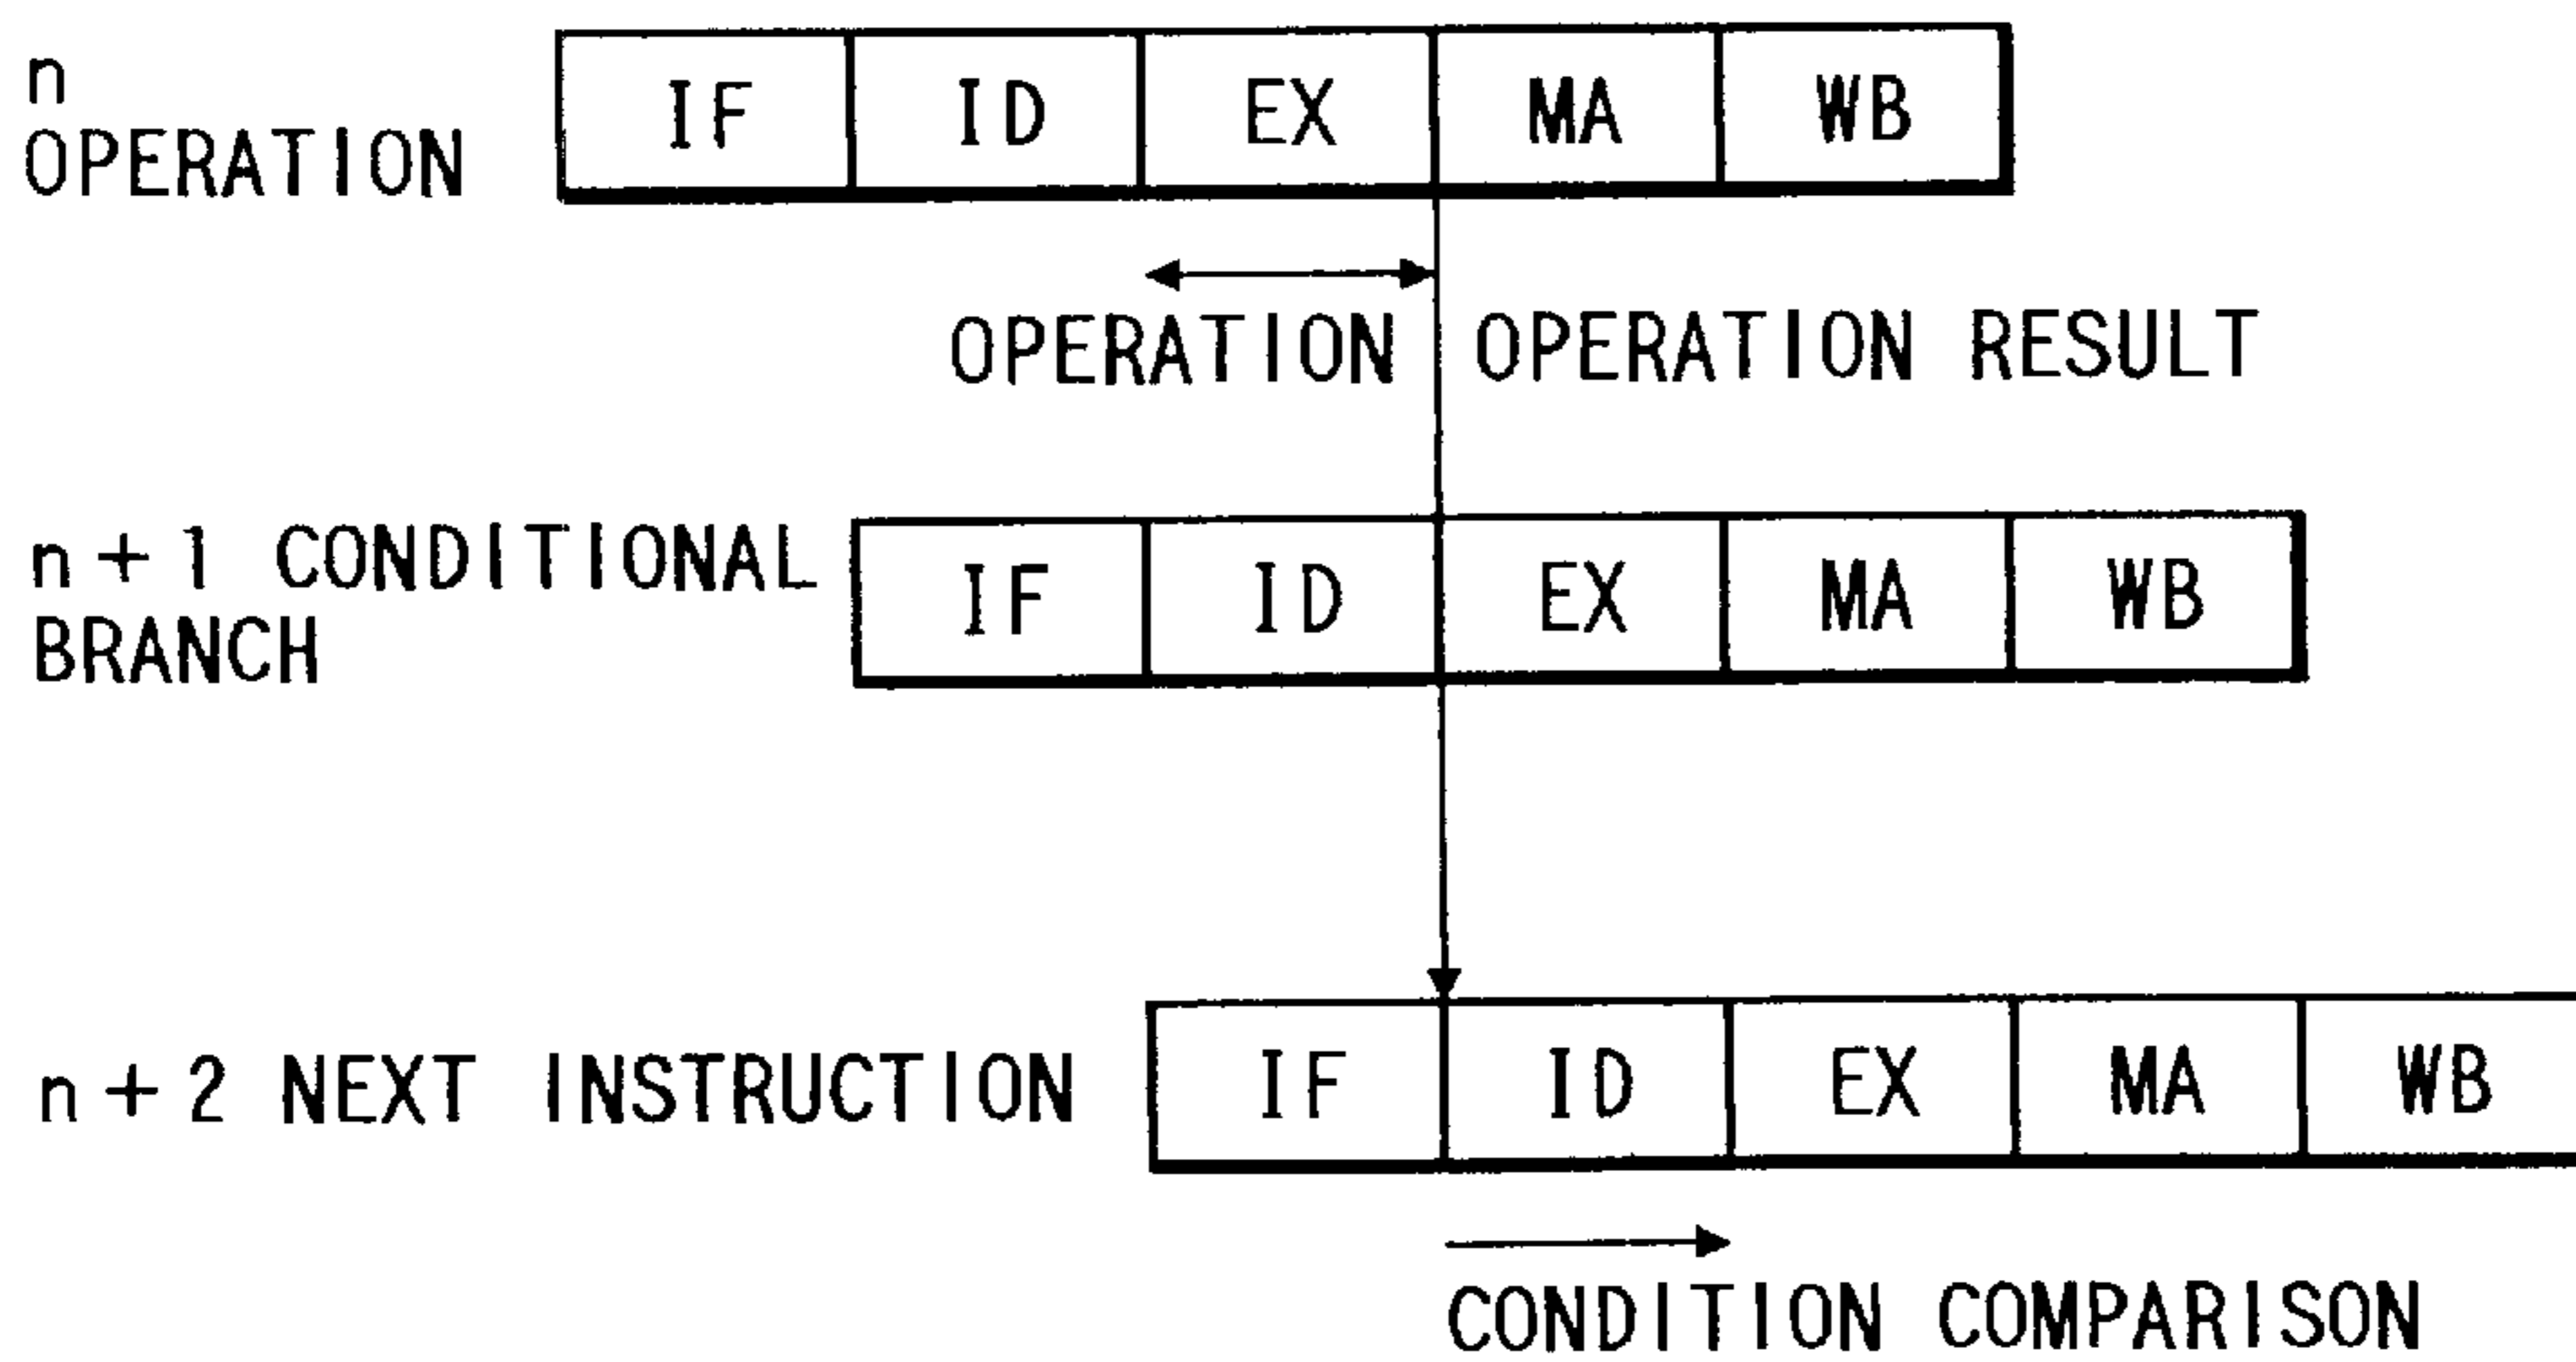 n
OPERATION
IF ID EX MA WB
OPERATION OPERATION RESULT
n + 1 CONDITIONAL
BRANCH
IF ID EX MA WB
n + 2 NEXT INSTRUCTION IF ID EX MA WB
CONDITION COMPARISON